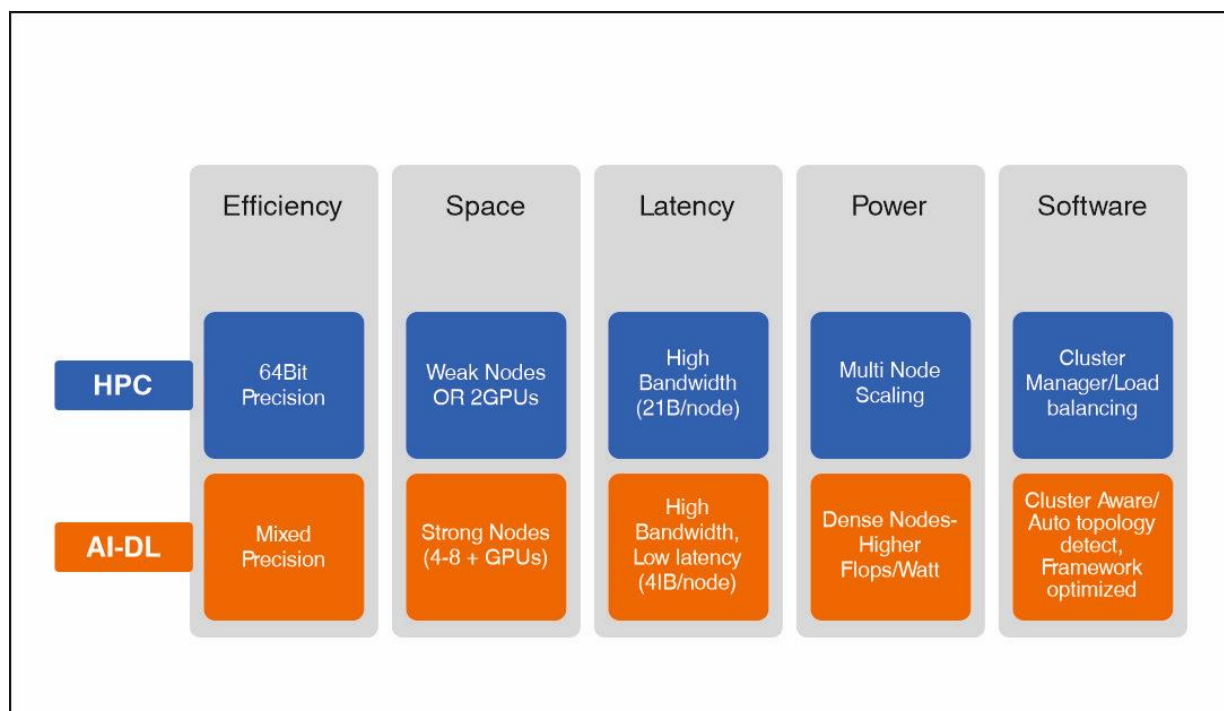 Efficiency
Space
Latency
Power
Software
HPC
64Bit
Precision
Weak Nodes
OR 2GPUs
High
Bandwidth
(21B/node)
Multi Node
Scaling
Cluster
Manager/Load
balancing
AI-DL
Mixed
Precision
Strong Nodes
(4-8 + GPUs)
High
Bandwidth,
Low latency
(4IB/node)
Dense Nodes-
Higher
Flops/Watt
Cluster Aware/
Auto topology
detect,
Framework
optimized